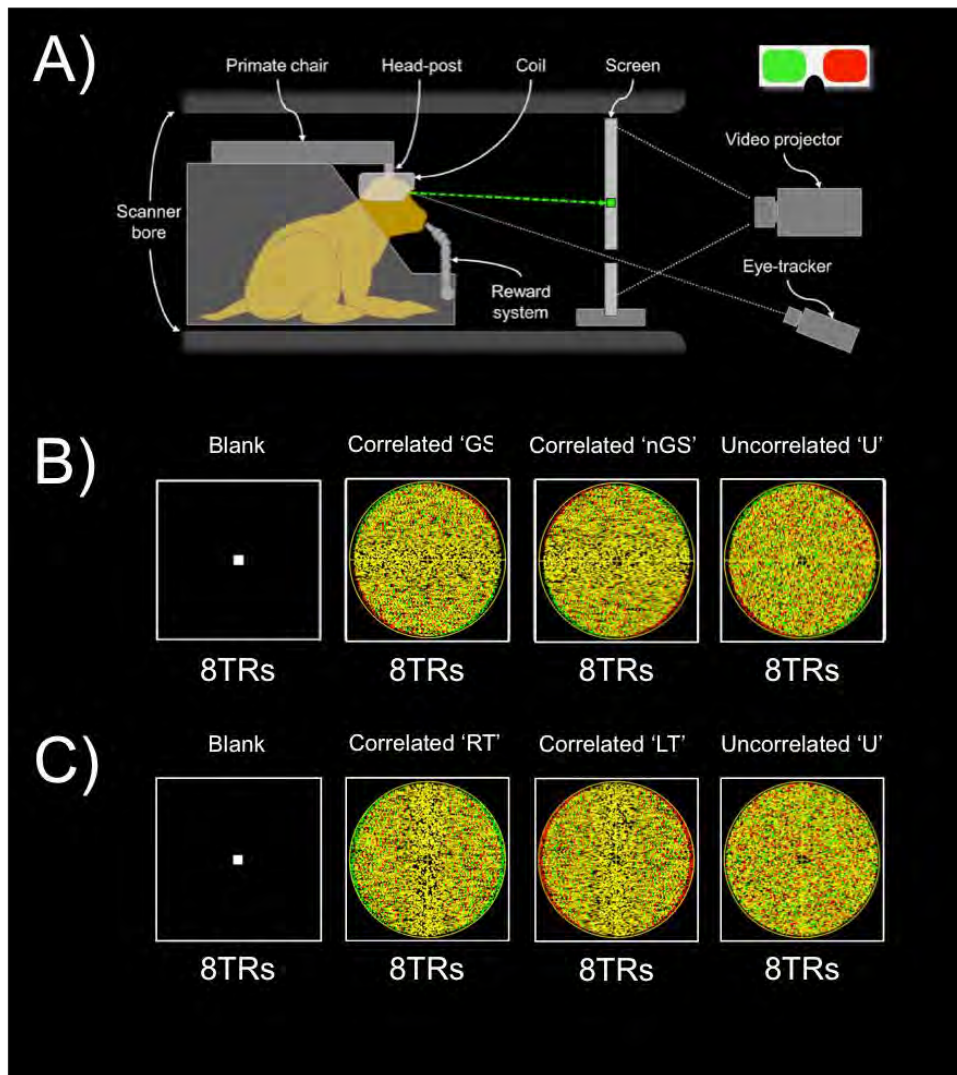 A)
Primate chair
Head-post
Coil
Screen
Video projector
Scanner
bore
Eye-tracker
Reward
system
B)
Blank
Correlated ‘GS
Correlated ‘nGS’
Uncorrelated ‘U’
8TRs
8TRs
8TRs
8TRs
C)
Blank
Correlated ‘RT’
Correlated ‘LT’
Uncorrelated ‘U’
8TRs
8TRs
8TRs
8TRs